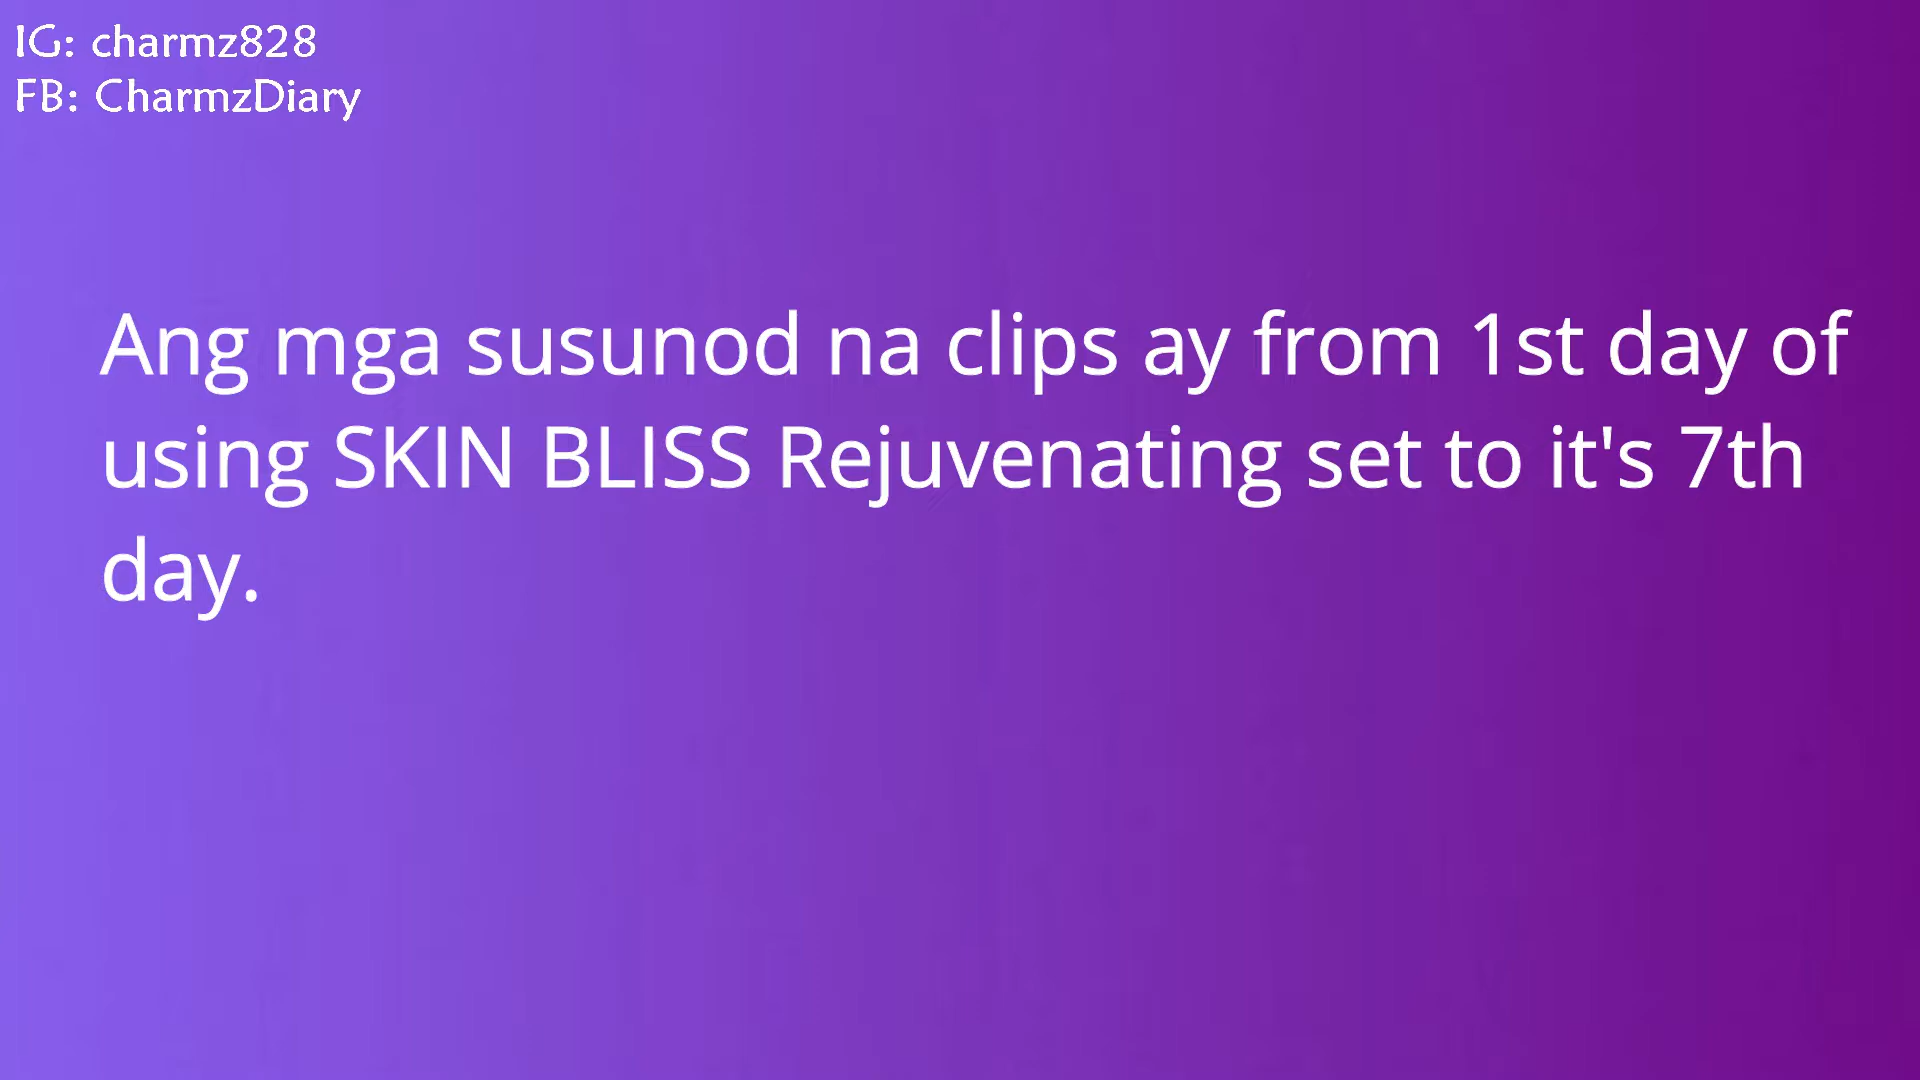 IG: charmz828
FB: CharmzDiary
Ang mga susunod na clips ay from 1st day of
using SKIN BLISS Rejuvenating set to it's 7th
day.